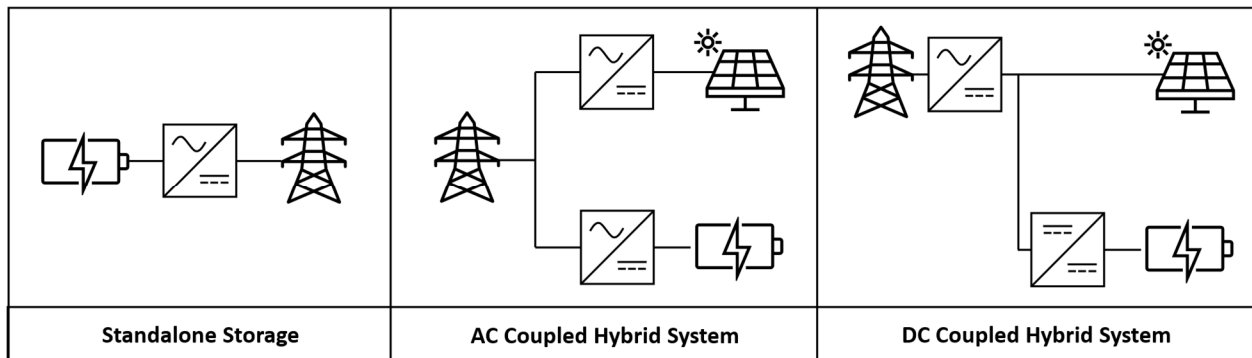 Standalone Storage
AC Coupled Hybrid System
DC Coupled Hybrid System